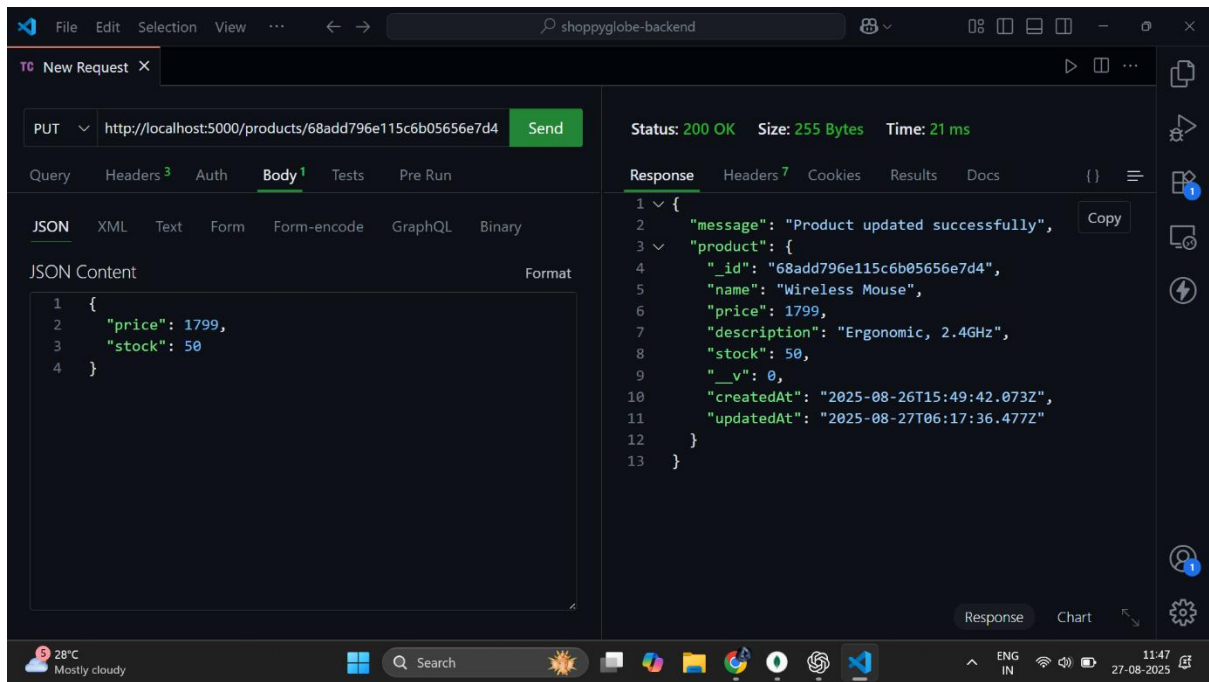 File Edit Selection View ··· shoppyglobe-backend
TC New Request
PUT http://localhost:5000/products/68add796e115c6b05656e7d4 Send
Status: 200 OK Size: 255 Bytes Time: 21 ms
Query Headers 3 Auth Body 1 Tests Pre Run
Response Headers 7 Cookies Results Docs {}
JSON XML Text Form Form-encode GraphQL Binary
JSON Content Format
1 {
2 "price": 1799,
3 "stock": 50
4 }
Copy
1 {
2 "message": "Product updated successfully",
3 "product": {
4 "_id": "68add796e115c6b05656e7d4",
5 "name": "Wireless Mouse",
6 "price": 1799,
7 "description": "Ergonomic, 2.4GHz",
8 "stock": 50,
9 "__v": 0,
10 "createdAt": "2025-08-26T15:49:42.073Z",
11 "updatedAt": "2025-08-27T06:17:36.477Z"
12 }
13 }
1
1
Response Chart
5
28°C
Mostly cloudy
Search
ENG
IN
11:47
27-08-2025